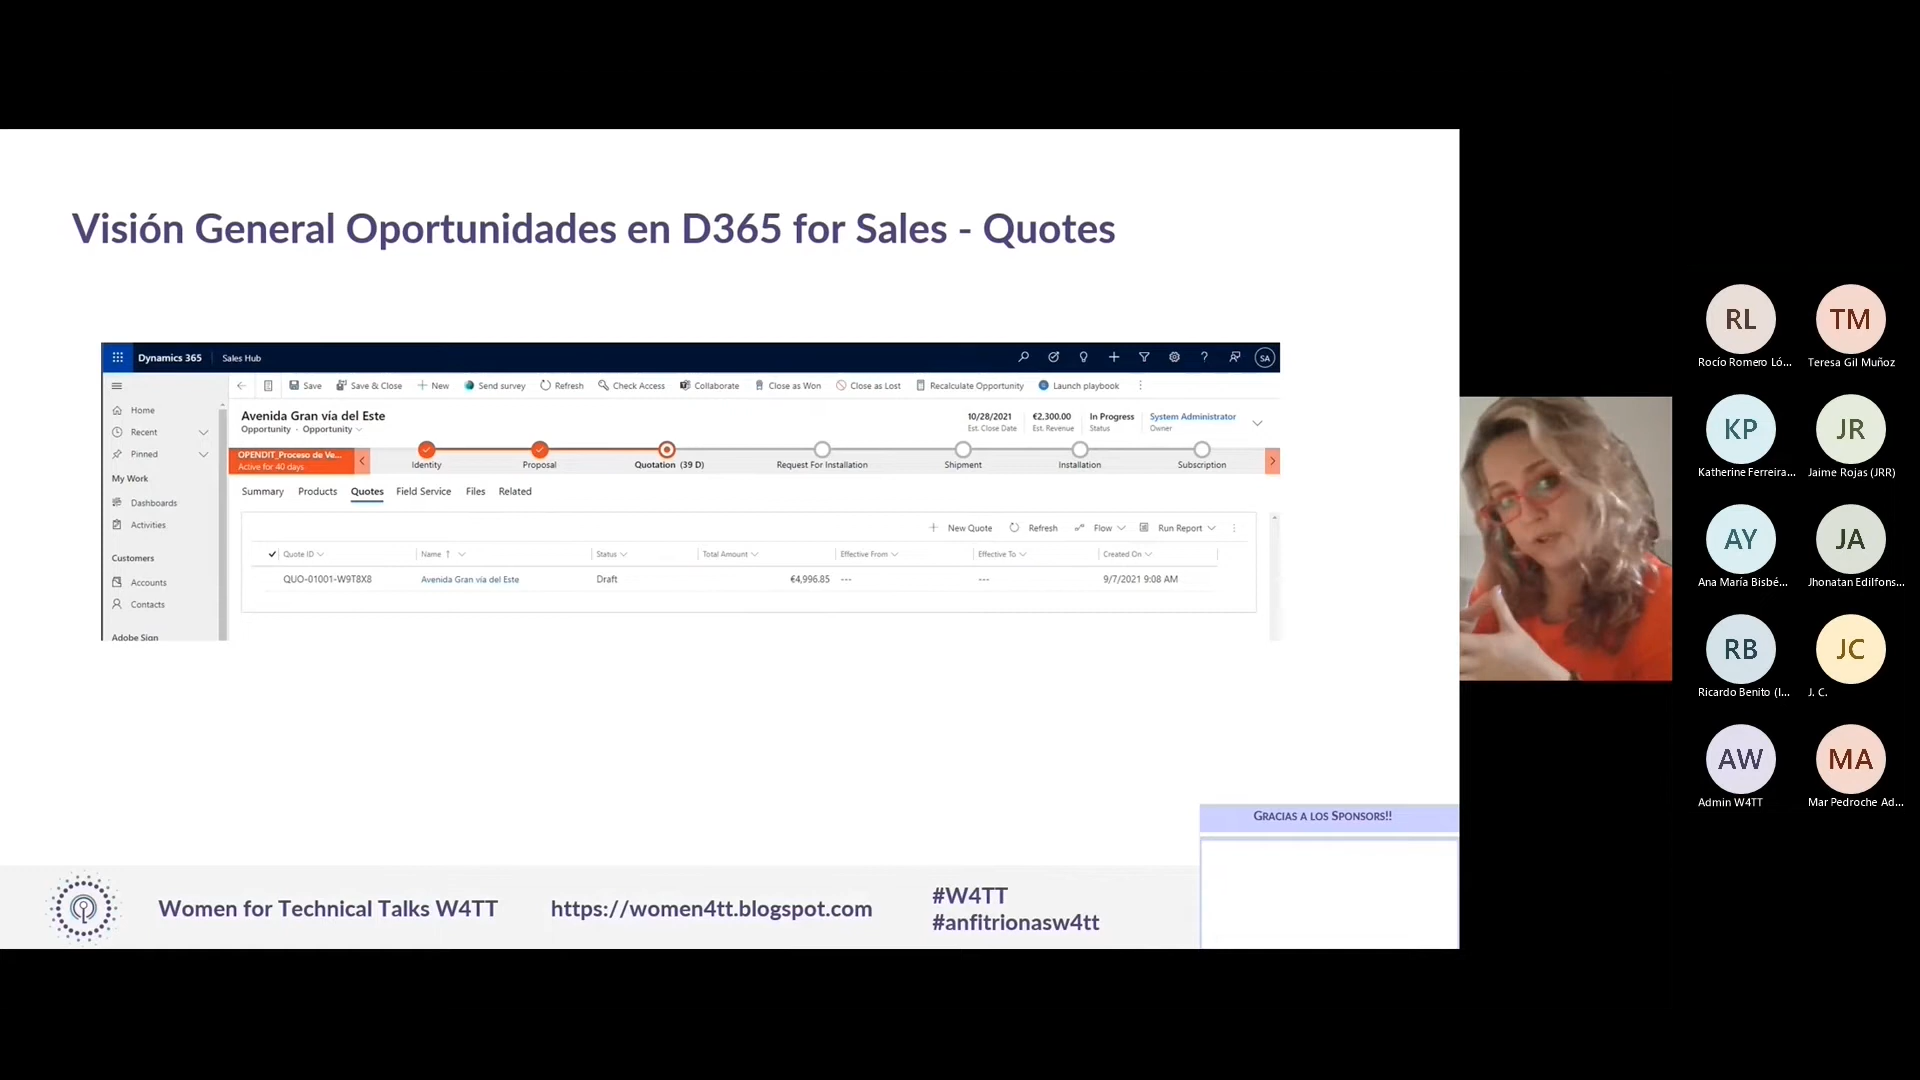 Visión General Oportunidades en D365 for Sales - Quotes
Dynamics 365 Sales Hub SA
Save Save & Close New Send survey Refresh Check Access Collaborate Close as Won Close as Lost Recalculate Opportunity Launch playbook
Home
Recent
Pinned
My Work
Dashboards
Activities
Customers
Accounts
Contacts
Adobe Sign
Avenida Gran vía del Este
Opportunity · Opportunity
10/28/2021 €2,300.00 In Progress System Administrator
Est. Close Date Est. Revenue Status Owner
OPENDIT_Proceso de Ve...
Active for 40 days
Identity Proposal Quotation (39 D) Request For Installation Shipment Installation Subscription
Summary Products Quotes Field Service Files Related
New Quote Refresh Flow Run Report
Quote ID Name ↑ Status Total Amount Effective From Effective To Created On
QUO-01001-W9T8X8 Avenida Gran vía del Este Draft €4,996.85 --- --- 9/7/2021 9:08 AM
GRACIAS A LOS SPONSORS!!
Women for Technical Talks W4TT https://women4tt.blogspot.com
#W4TT
#anfitrionasw4tt
RL TM
Rocío Romero Ló... Teresa Gil Muñoz
KP JR
Katherine Ferreira... Jaime Rojas (JRR)
AY JA
Ana María Bisbé... Jhonatan Edilfons...
RB JC
Ricardo Benito (I... J. C.
AW MA
Admin W4TT Mar Pedroche Ad...